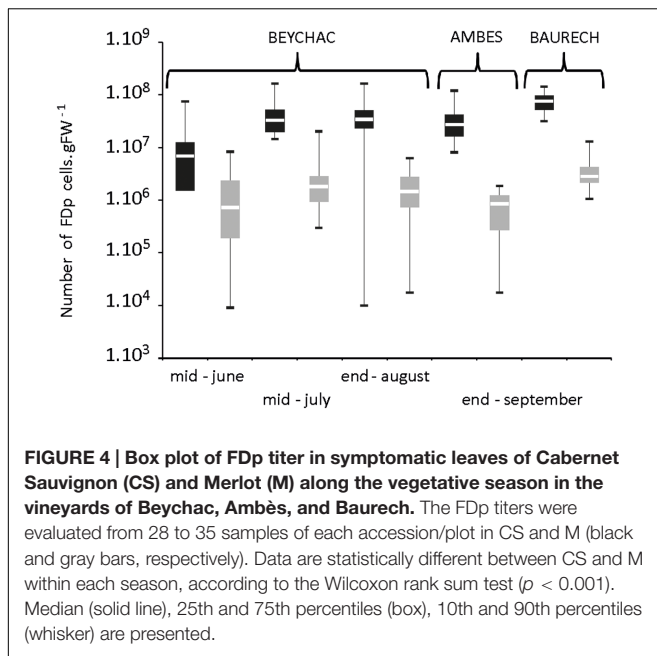 BEYCHAC AMBES BAURECH
1.10⁹
1.10⁸
1.10⁷
1.10⁶
1.10⁵
1.10⁴
1.10³
Number of FDp cells.gFW⁻¹
mid - june end - august
mid - july end - september
FIGURE 4 | Box plot of FDp titer in symptomatic leaves of Cabernet
Sauvignon (CS) and Merlot (M) along the vegetative season in the
vineyards of Beychac, Ambès, and Baurech. The FDp titers were
evaluated from 28 to 35 samples of each accession/plot in CS and M (black
and gray bars, respectively). Data are statistically different between CS and M
within each season, according to the Wilcoxon rank sum test (p < 0.001).
Median (solid line), 25th and 75th percentiles (box), 10th and 90th percentiles
(whisker) are presented.